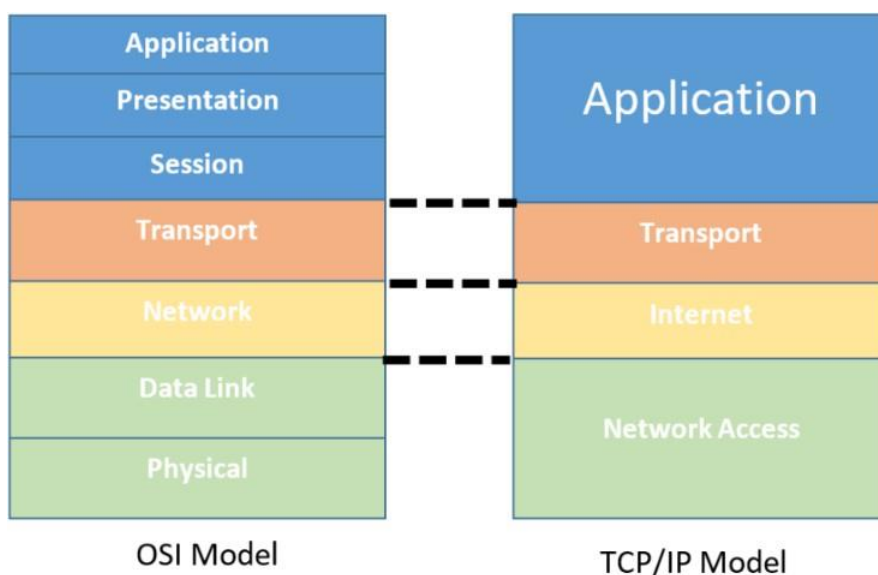 Application
Presentation
Session
Transport
Network
Data Link
Physical
OSI Model
Application
Transport
Internet
Network Access
TCP/IP Model